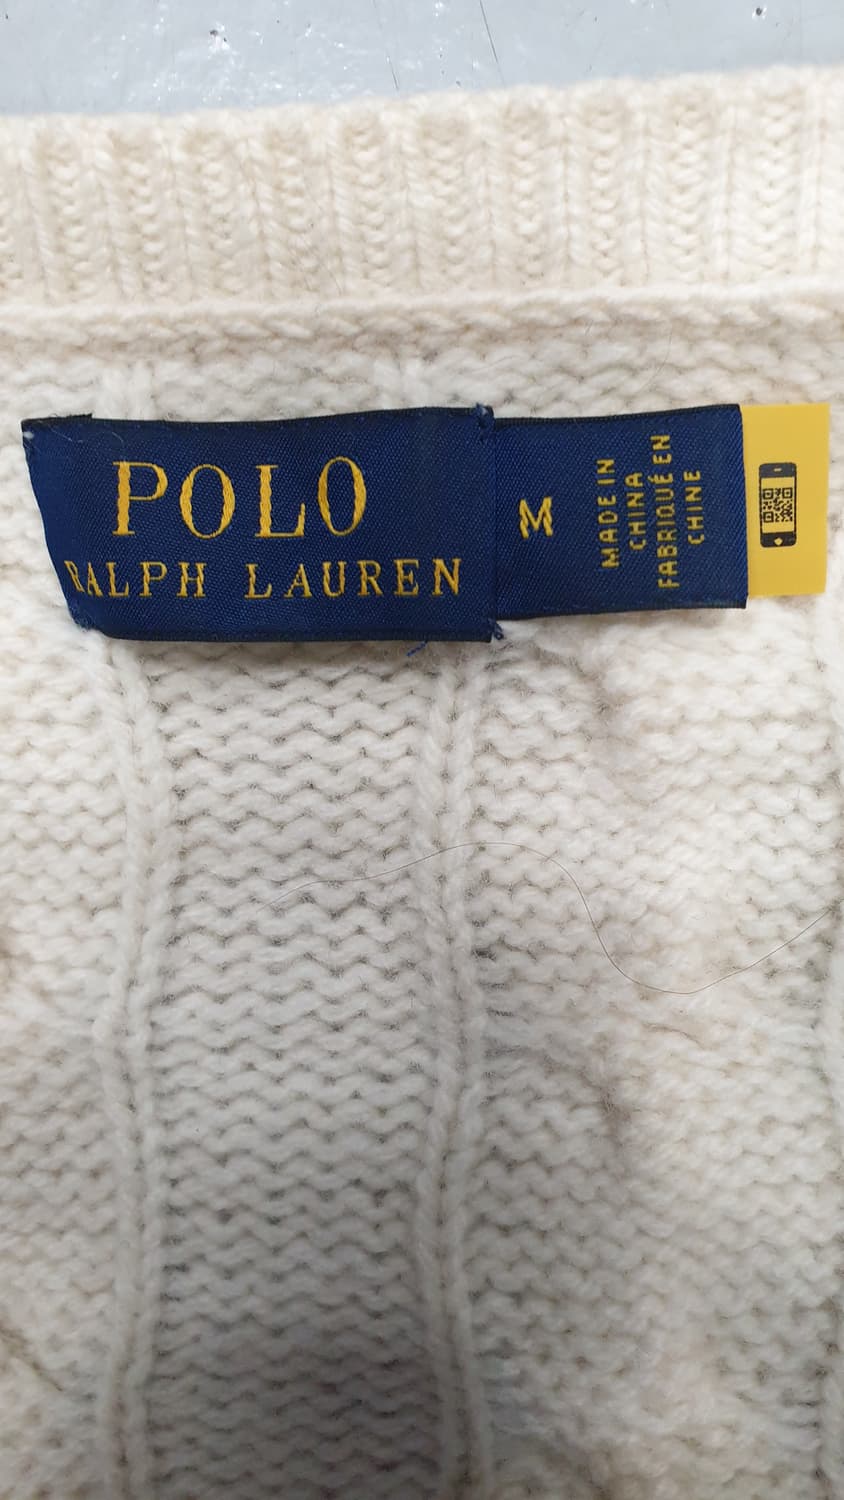 POLO
RALPH LAUREN
M
MADE IN
CHINA
FABRIQUÉ EN
CHINE